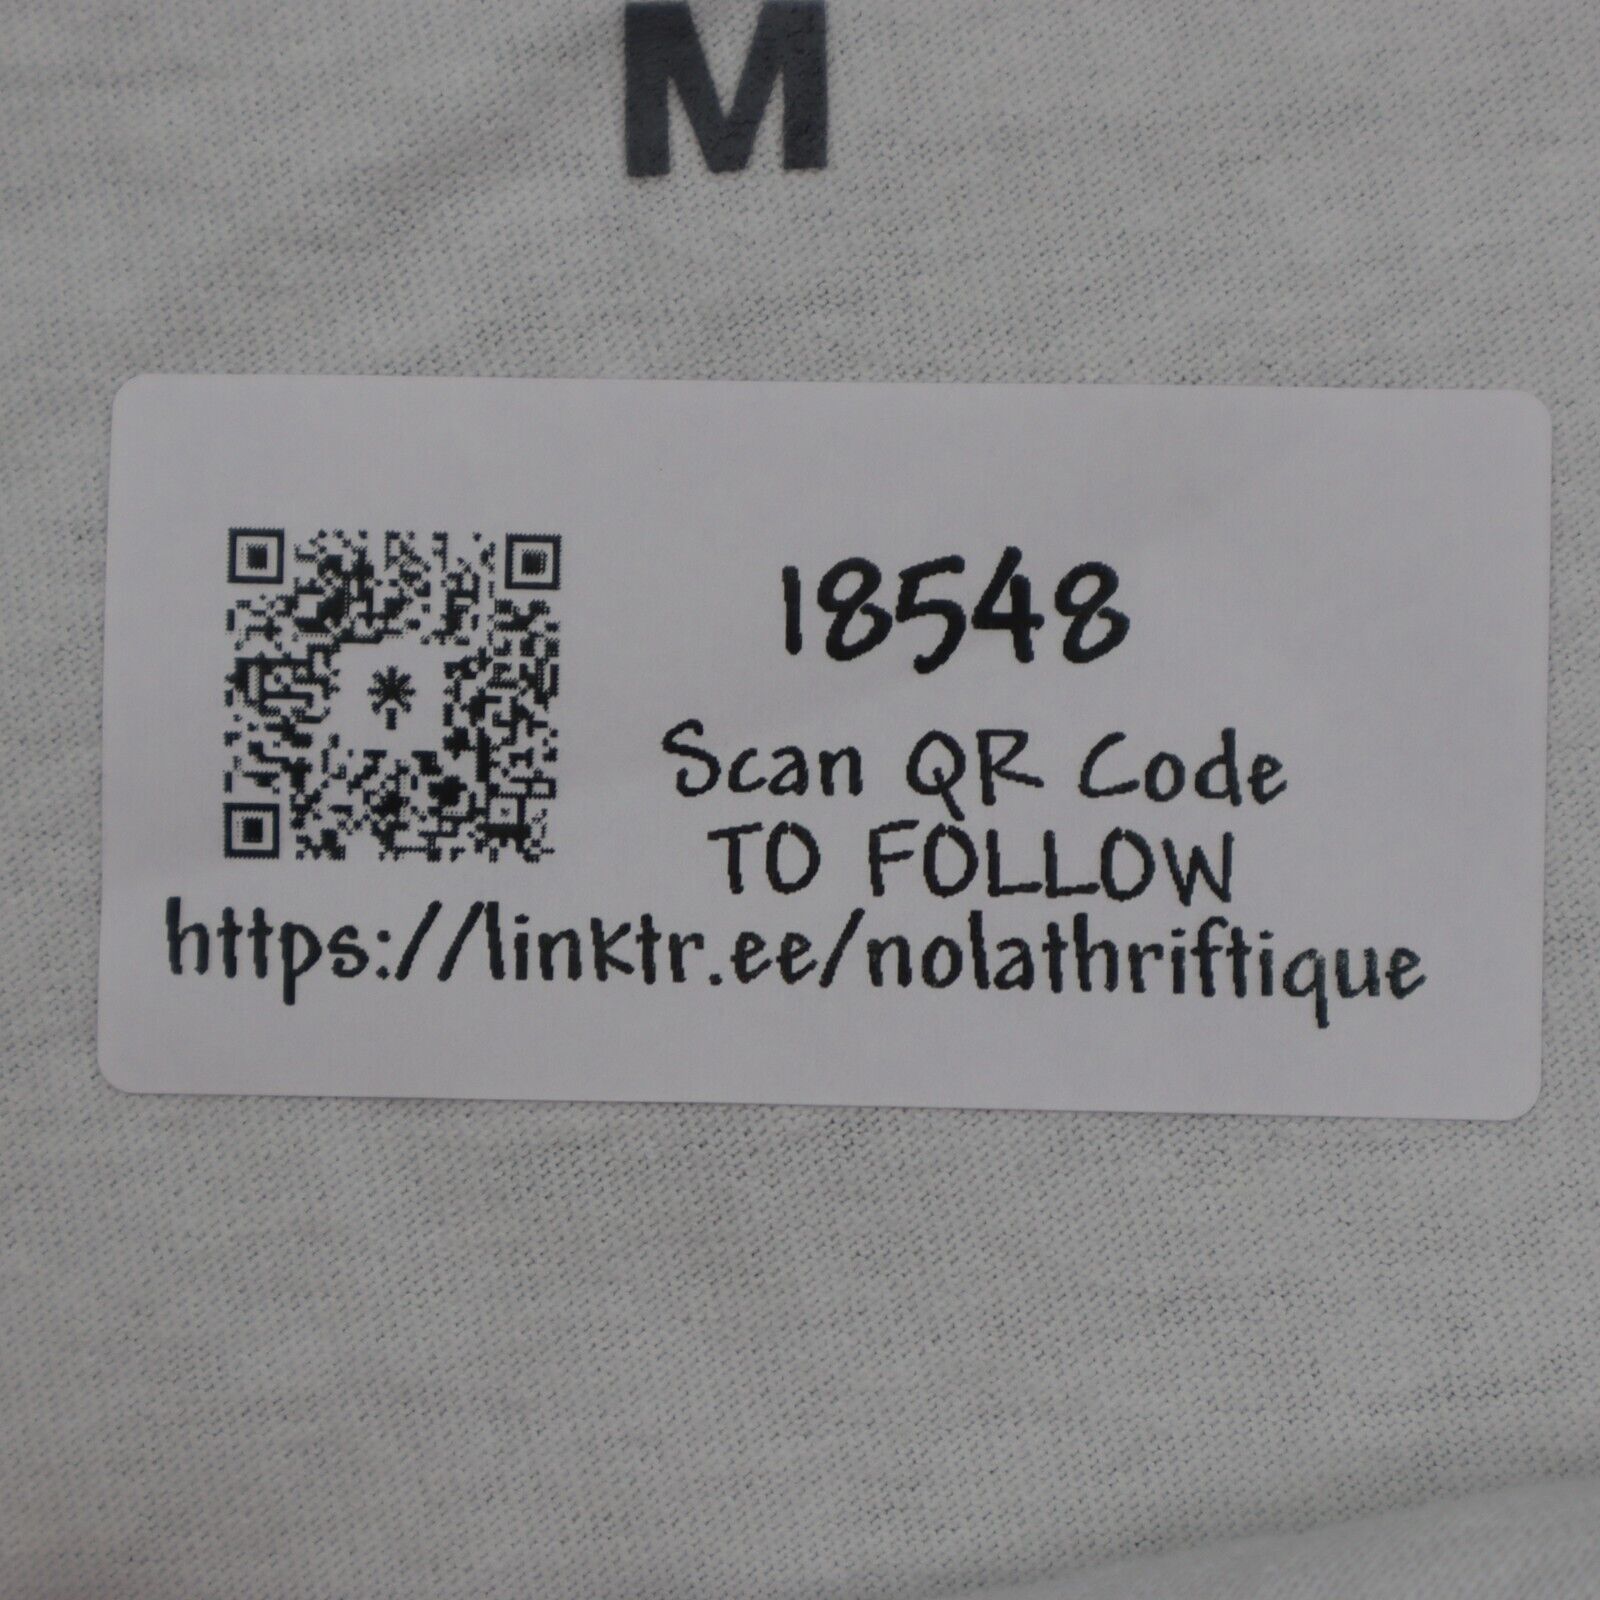 M
18548
Scan QR Code
TO FOLLOW
https://linktr.ee/nolathriftique